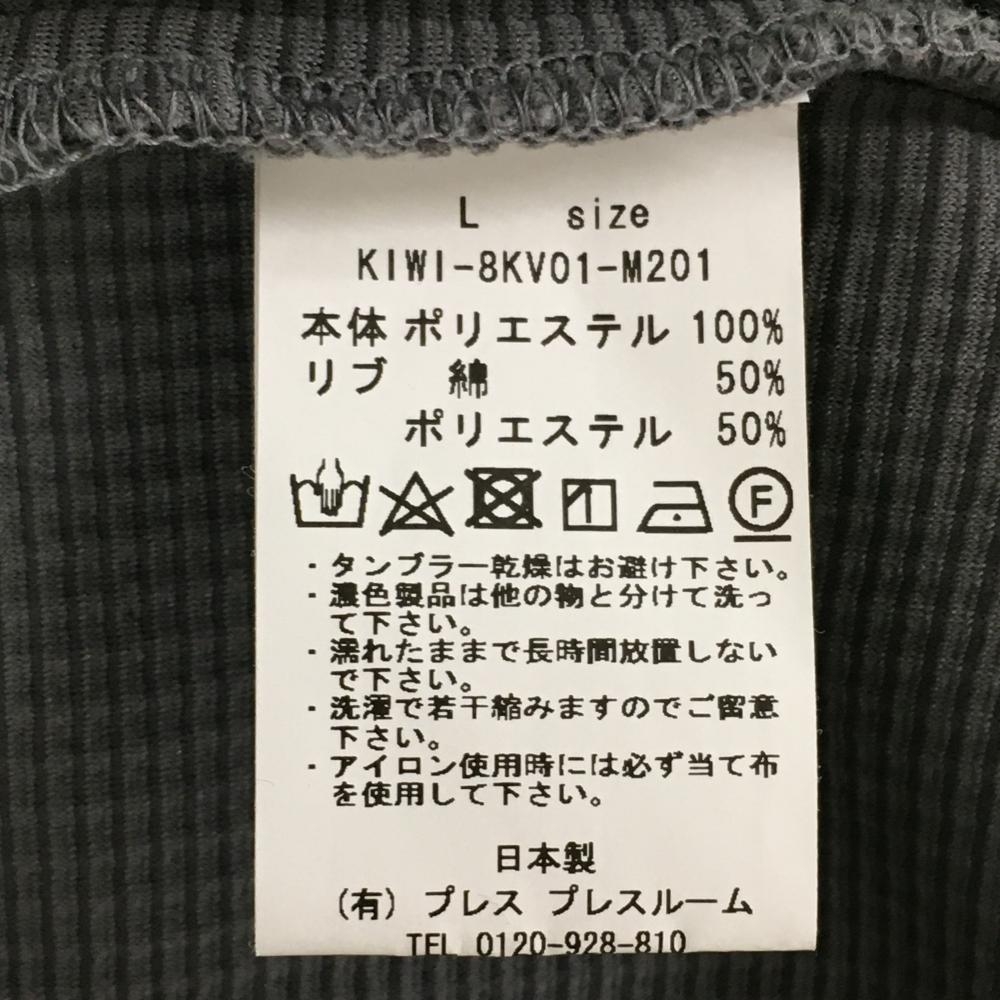 L size
KIWI-8KV01-M201
本体 ポリエステル 100%
リブ 綿 50%
ポリエステル 50%
F
・タンブラー乾燥はお避け下さい。
・濃色製品は他の物と分けて洗っ
て下さい。
・濡れたままで長時間放置しない
で下さい。
・洗濯で若干縮みますのでご留意
下さい。
・アイロン使用時には必ず当て布
を使用して下さい。
日本製
(有) プレス プレスルーム
TEL 0120-928-810